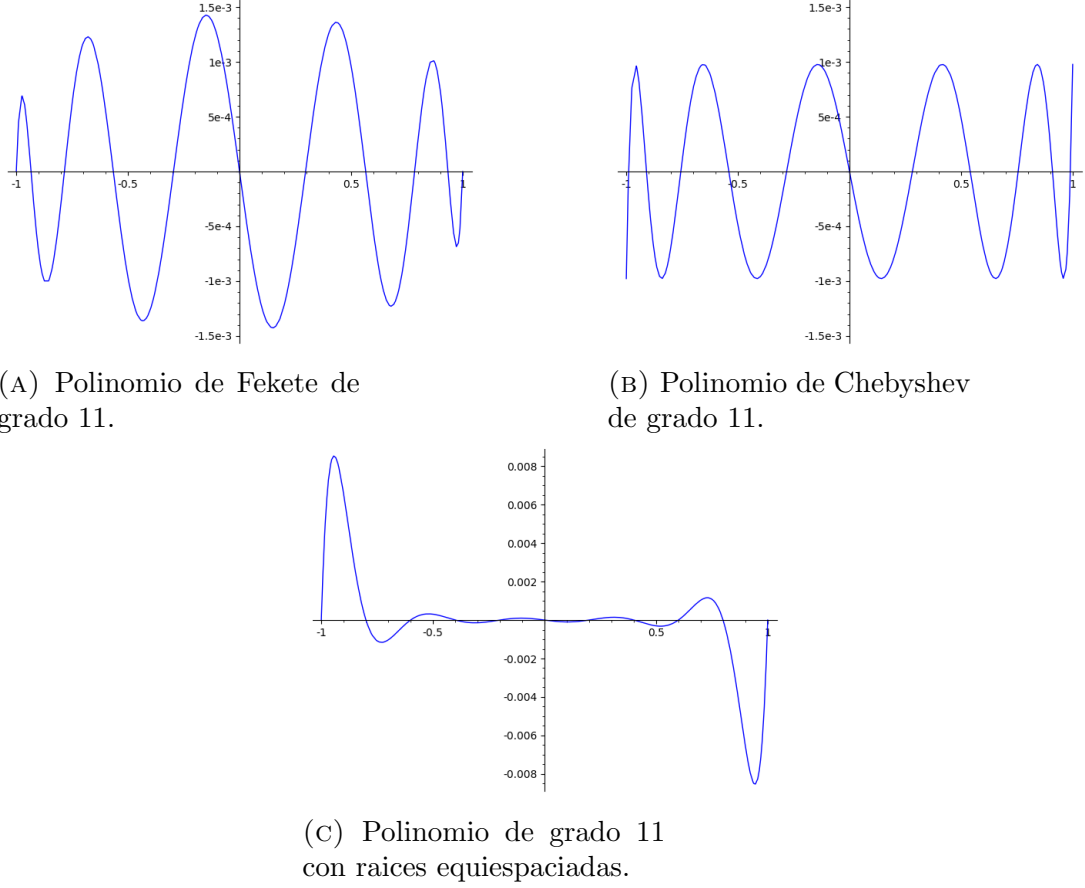 1.5e-3
1e-3
5e-4
-1 -0.5 0.5 1
-5e-4
-1e-3
-1.5e-3
(A) Polinomio de Fekete de
grado 11.
1.5e-3
1e-3
5e-4
-1 -0.5 0.5 1
-5e-4
-1e-3
-1.5e-3
(B) Polinomio de Chebyshev
de grado 11.
0.008
0.006
0.004
0.002
-1 -0.5 0.5 1
-0.002
-0.004
-0.006
-0.008
(C) Polinomio de grado 11
con raices equiespaciadas.